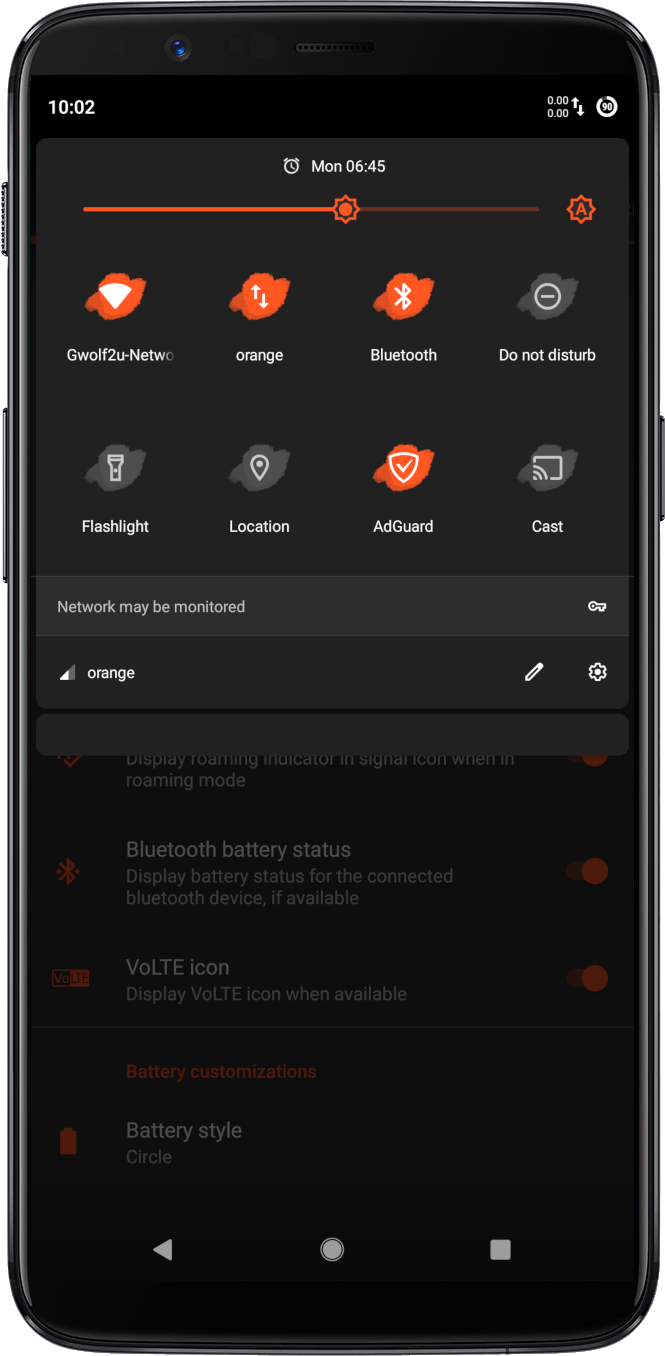 10:02
0.00
0.00
90
Mon 06:45
A
Gwolf2u-Netwo
orange
Bluetooth
Do not disturb
Flashlight
Location
AdGuard
Cast
Network may be monitored
orange
Display roaming indicator in signal icon when in
roaming mode
Bluetooth battery status
Display battery status for the connected
bluetooth device, if available
VoLTE icon
VoLTE
Display VoLTE icon when available
Battery customizations
Battery style
Circle